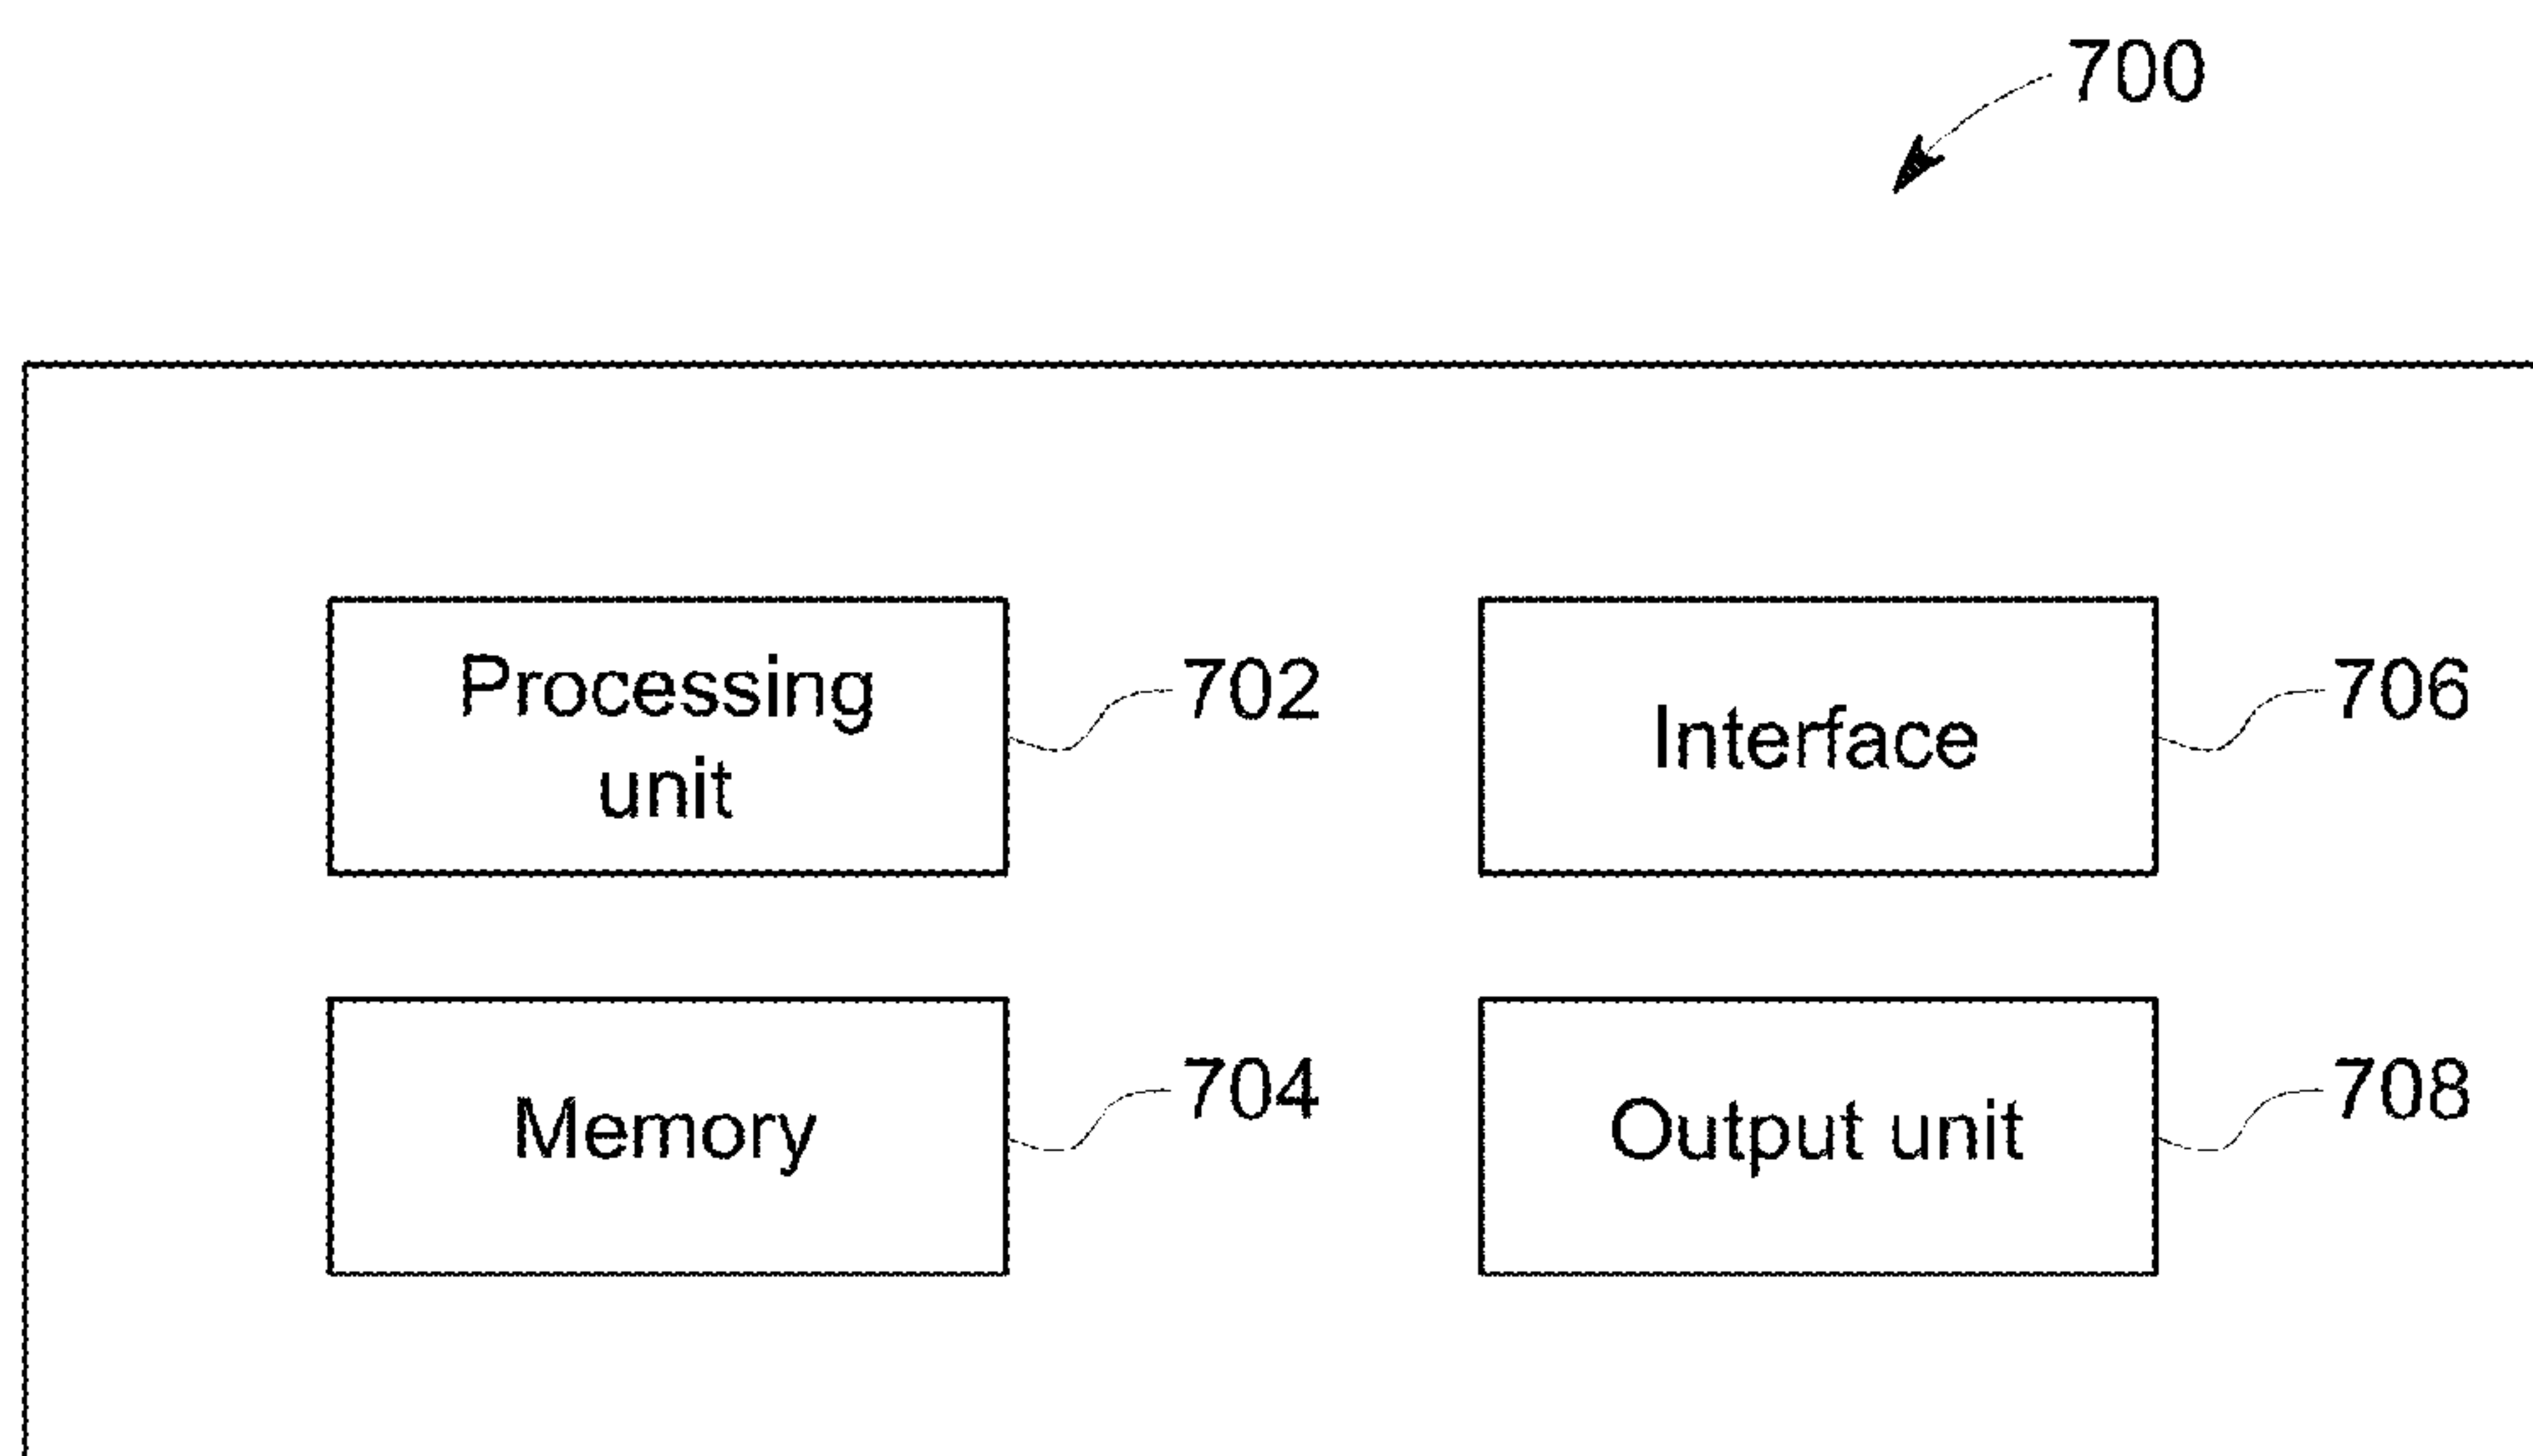 700
Processing
unit
702
Interface
706
Memory
704
Output unit
708